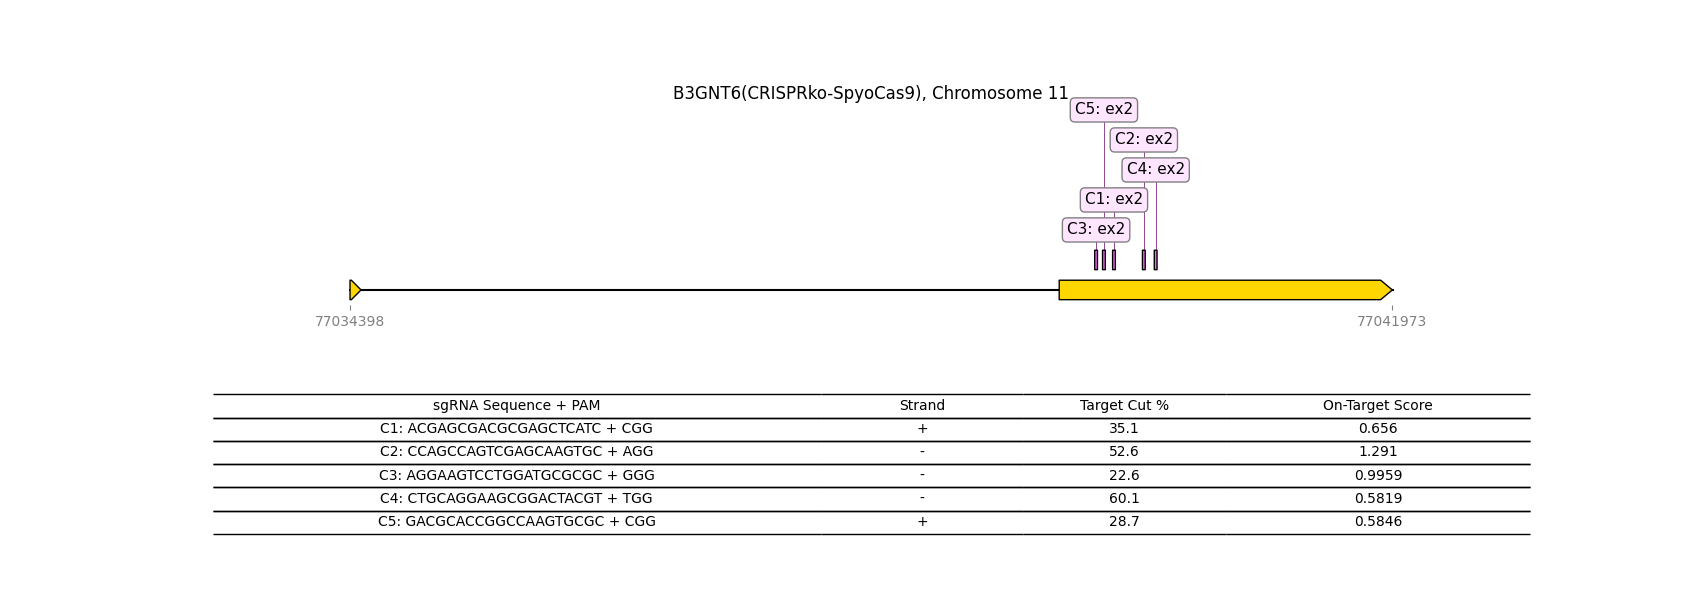 B3GNT6(CRISPRko-SpyoCas9), Chromosome 11
C5: ex2
C2: ex2
C4: ex2
C1: ex2
C3: ex2
77034398 77041973
sgRNA Sequence + PAM Strand Target Cut % On-Target Score
C1: ACGAGCGACGCGAGCTCATC + CGG + 35.1 0.656
C2: CCAGCCAGTCGAGCAAGTGC + AGG - 52.6 1.291
C3: AGGAAGTCCTGGATGCGCGC + GGG - 22.6 0.9959
C4: CTGCAGGAAGCGGACTACGT + TGG - 60.1 0.5819
C5: GACGCACCGGCCAAGTGCGC + CGG + 28.7 0.5846